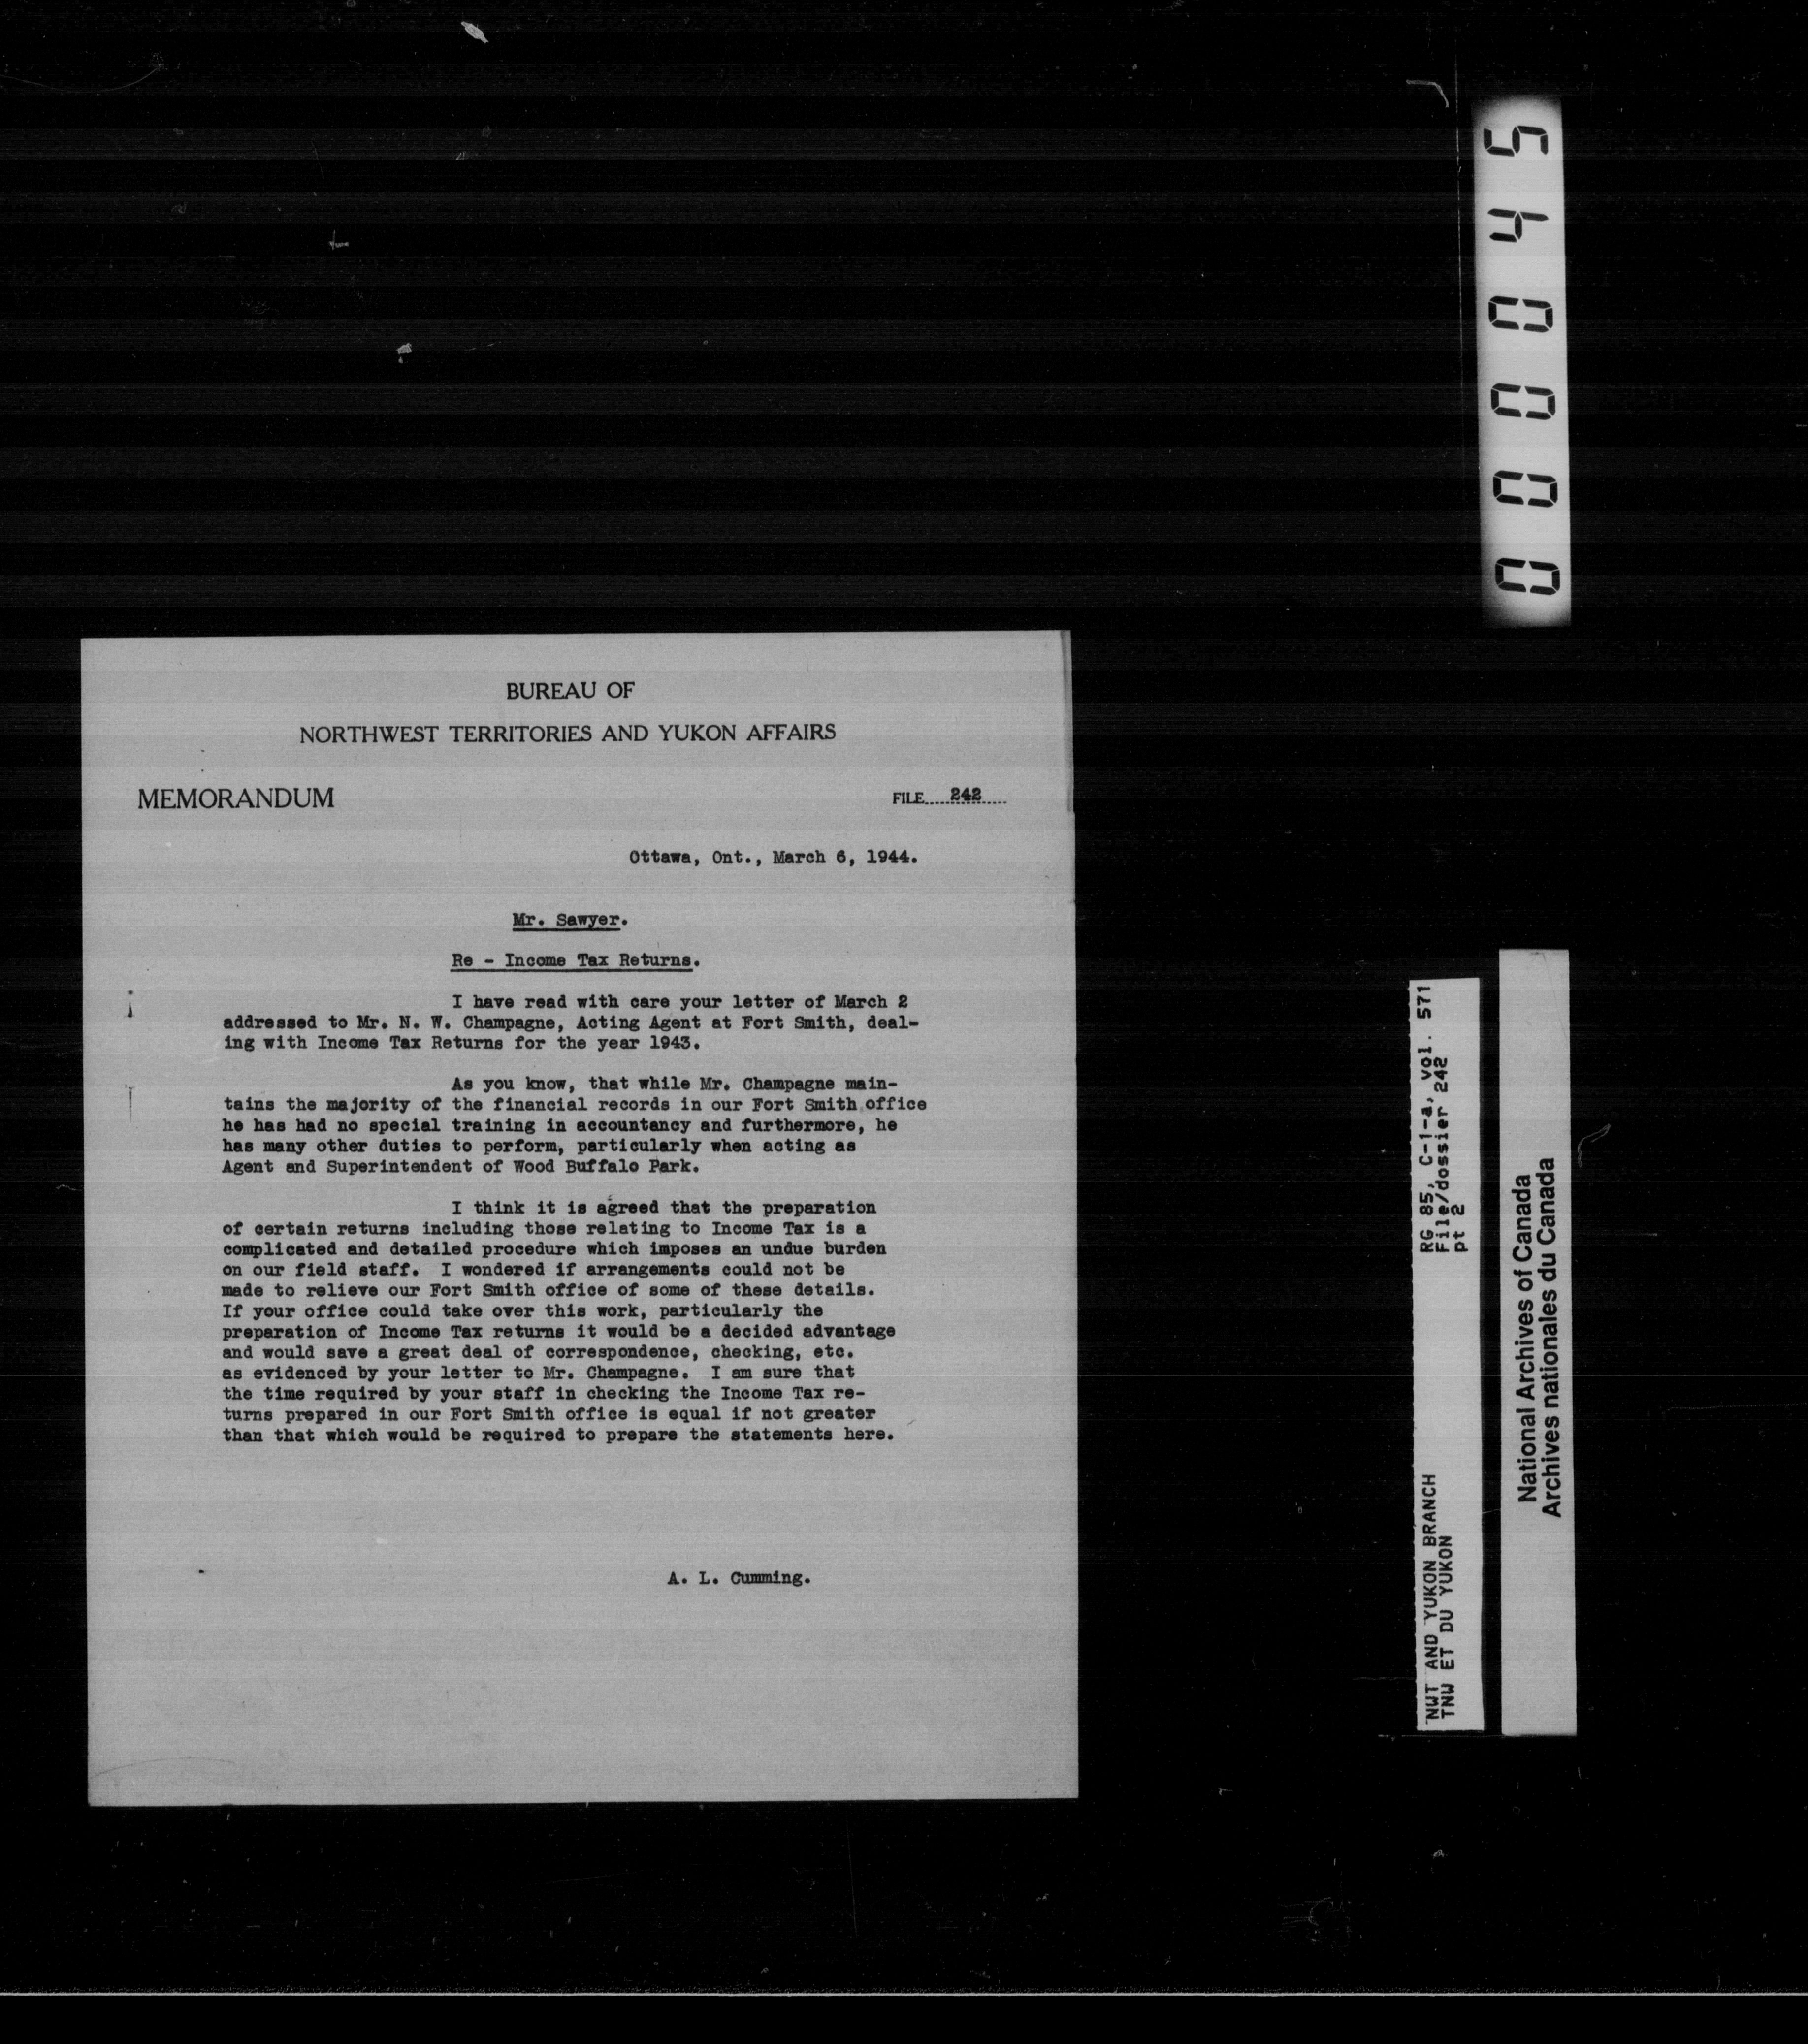 BUREAU OF
NORTHWEST TERRITORIES AND YUKON AFFAIRS
MEMORANDUM
FILE 242
Ottawa, Ont., March 6, 1944.
Mr. Sawyer.
Re - Income Tax Returns.
I have read with care your letter of March 2
addressed to Mr. N. W. Champagne, Acting Agent at Fort Smith, deal-
ing with Income Tax Returns for the year 1943.
As you know, that while Mr. Champagne main-
tains the majority of the financial records in our Fort Smith office
he has had no special training in accountancy and furthermore, he
has many other duties to perform, particularly when acting as
Agent and Superintendent of Wood Buffalo Park.
I think it is agreed that the preparation
of certain returns including those relating to Income Tax is a
complicated and detailed procedure which imposes an undue burden
on our field staff. I wondered if arrangements could not be
made to relieve our Fort Smith office of some of these details.
If your office could take over this work, particularly the
preparation of Income Tax returns it would be a decided advantage
and would save a great deal of correspondence, checking, etc.
as evidenced by your letter to Mr. Champagne. I am sure that
the time required by your staff in checking the Income Tax re-
turns prepared in our Fort Smith office is equal if not greater
than that which would be required to prepare the statements here.
A. L. Cumming.
000045
NWT AND YUKON BRANCH
TNW ET DU YUKON
RG 85, C-1-a, vol. 571
File/dossier 242
pt 2
National Archives of Canada
Archives nationales du Canada